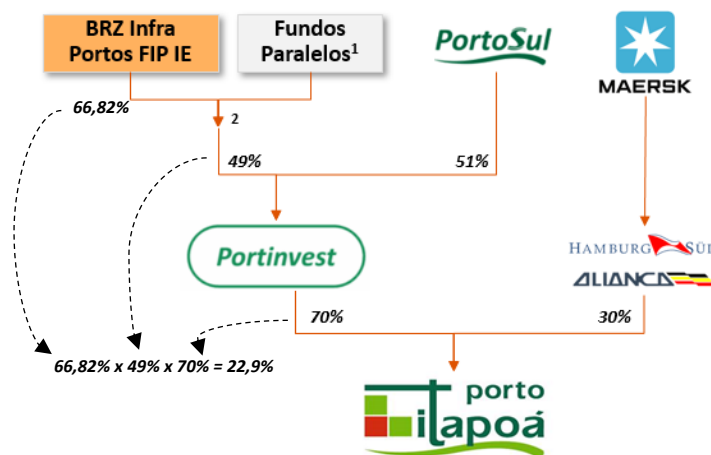 BRZ Infra
Portos FIP IE
Fundos
Paralelos¹
PortoSul
MAERSK
66,82%
2
49%
51%
Portinvest
HAMBURG SÜD
ALIANCA
70%
30%
66,82% x 49% x 70% = 22,9%
porto
itapoá